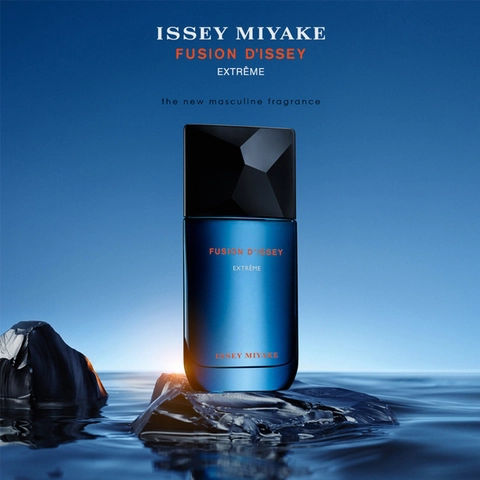 ISSEY MIYAKE
FUSION D'ISSEY
EXTRÊME
the new masculine fragrance
FUSION D'ISSEY
EXTRÊME
ISSEY MIYAKE